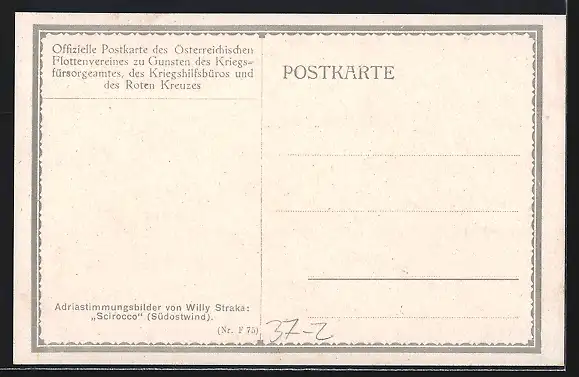 Offizielle Postkarte des Österreichischen
Flottenvereines zu Gunsten des Kriegs-
fürsorgeamtes, des Kriegshilfsbüros und
des Roten Kreuzes
POSTKARTE
Adriastimmungsbilder von Willy Straka:
„Scirocco“ (Südostwind).
(Nr. F 75)
37-2